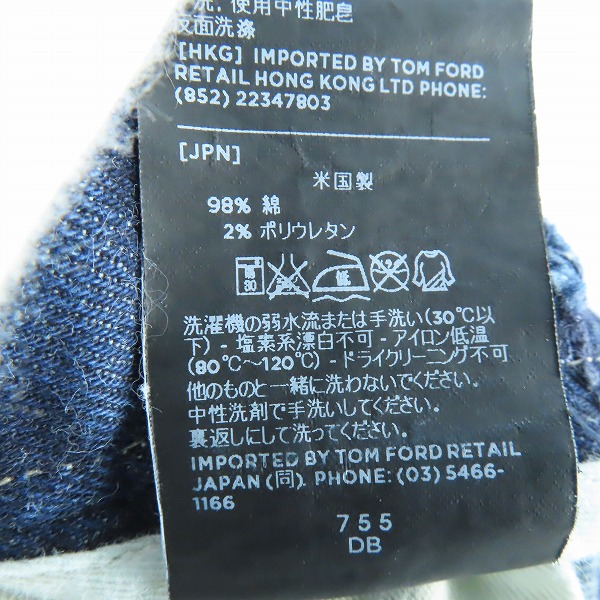 洗, 使用中性肥皂
反面洗涤
[HKG] IMPORTED BY TOM FORD
RETAIL HONG KONG LTD PHONE:
(852) 22347803
[JPN]
米国製
98% 綿
2% ポリウレタン
弱
30
低
洗濯機の弱水流または手洗い(30℃以
下) - 塩素系漂白不可 - アイロン低温
(80℃〜120℃) - ドライクリーニング不可
他のものと一緒に洗わないでください。
中性洗剤で手洗いしてください。
裏返しにして洗ってください。
IMPORTED BY TOM FORD RETAIL
JAPAN (同). PHONE: (03) 5466-
1166
755
DB